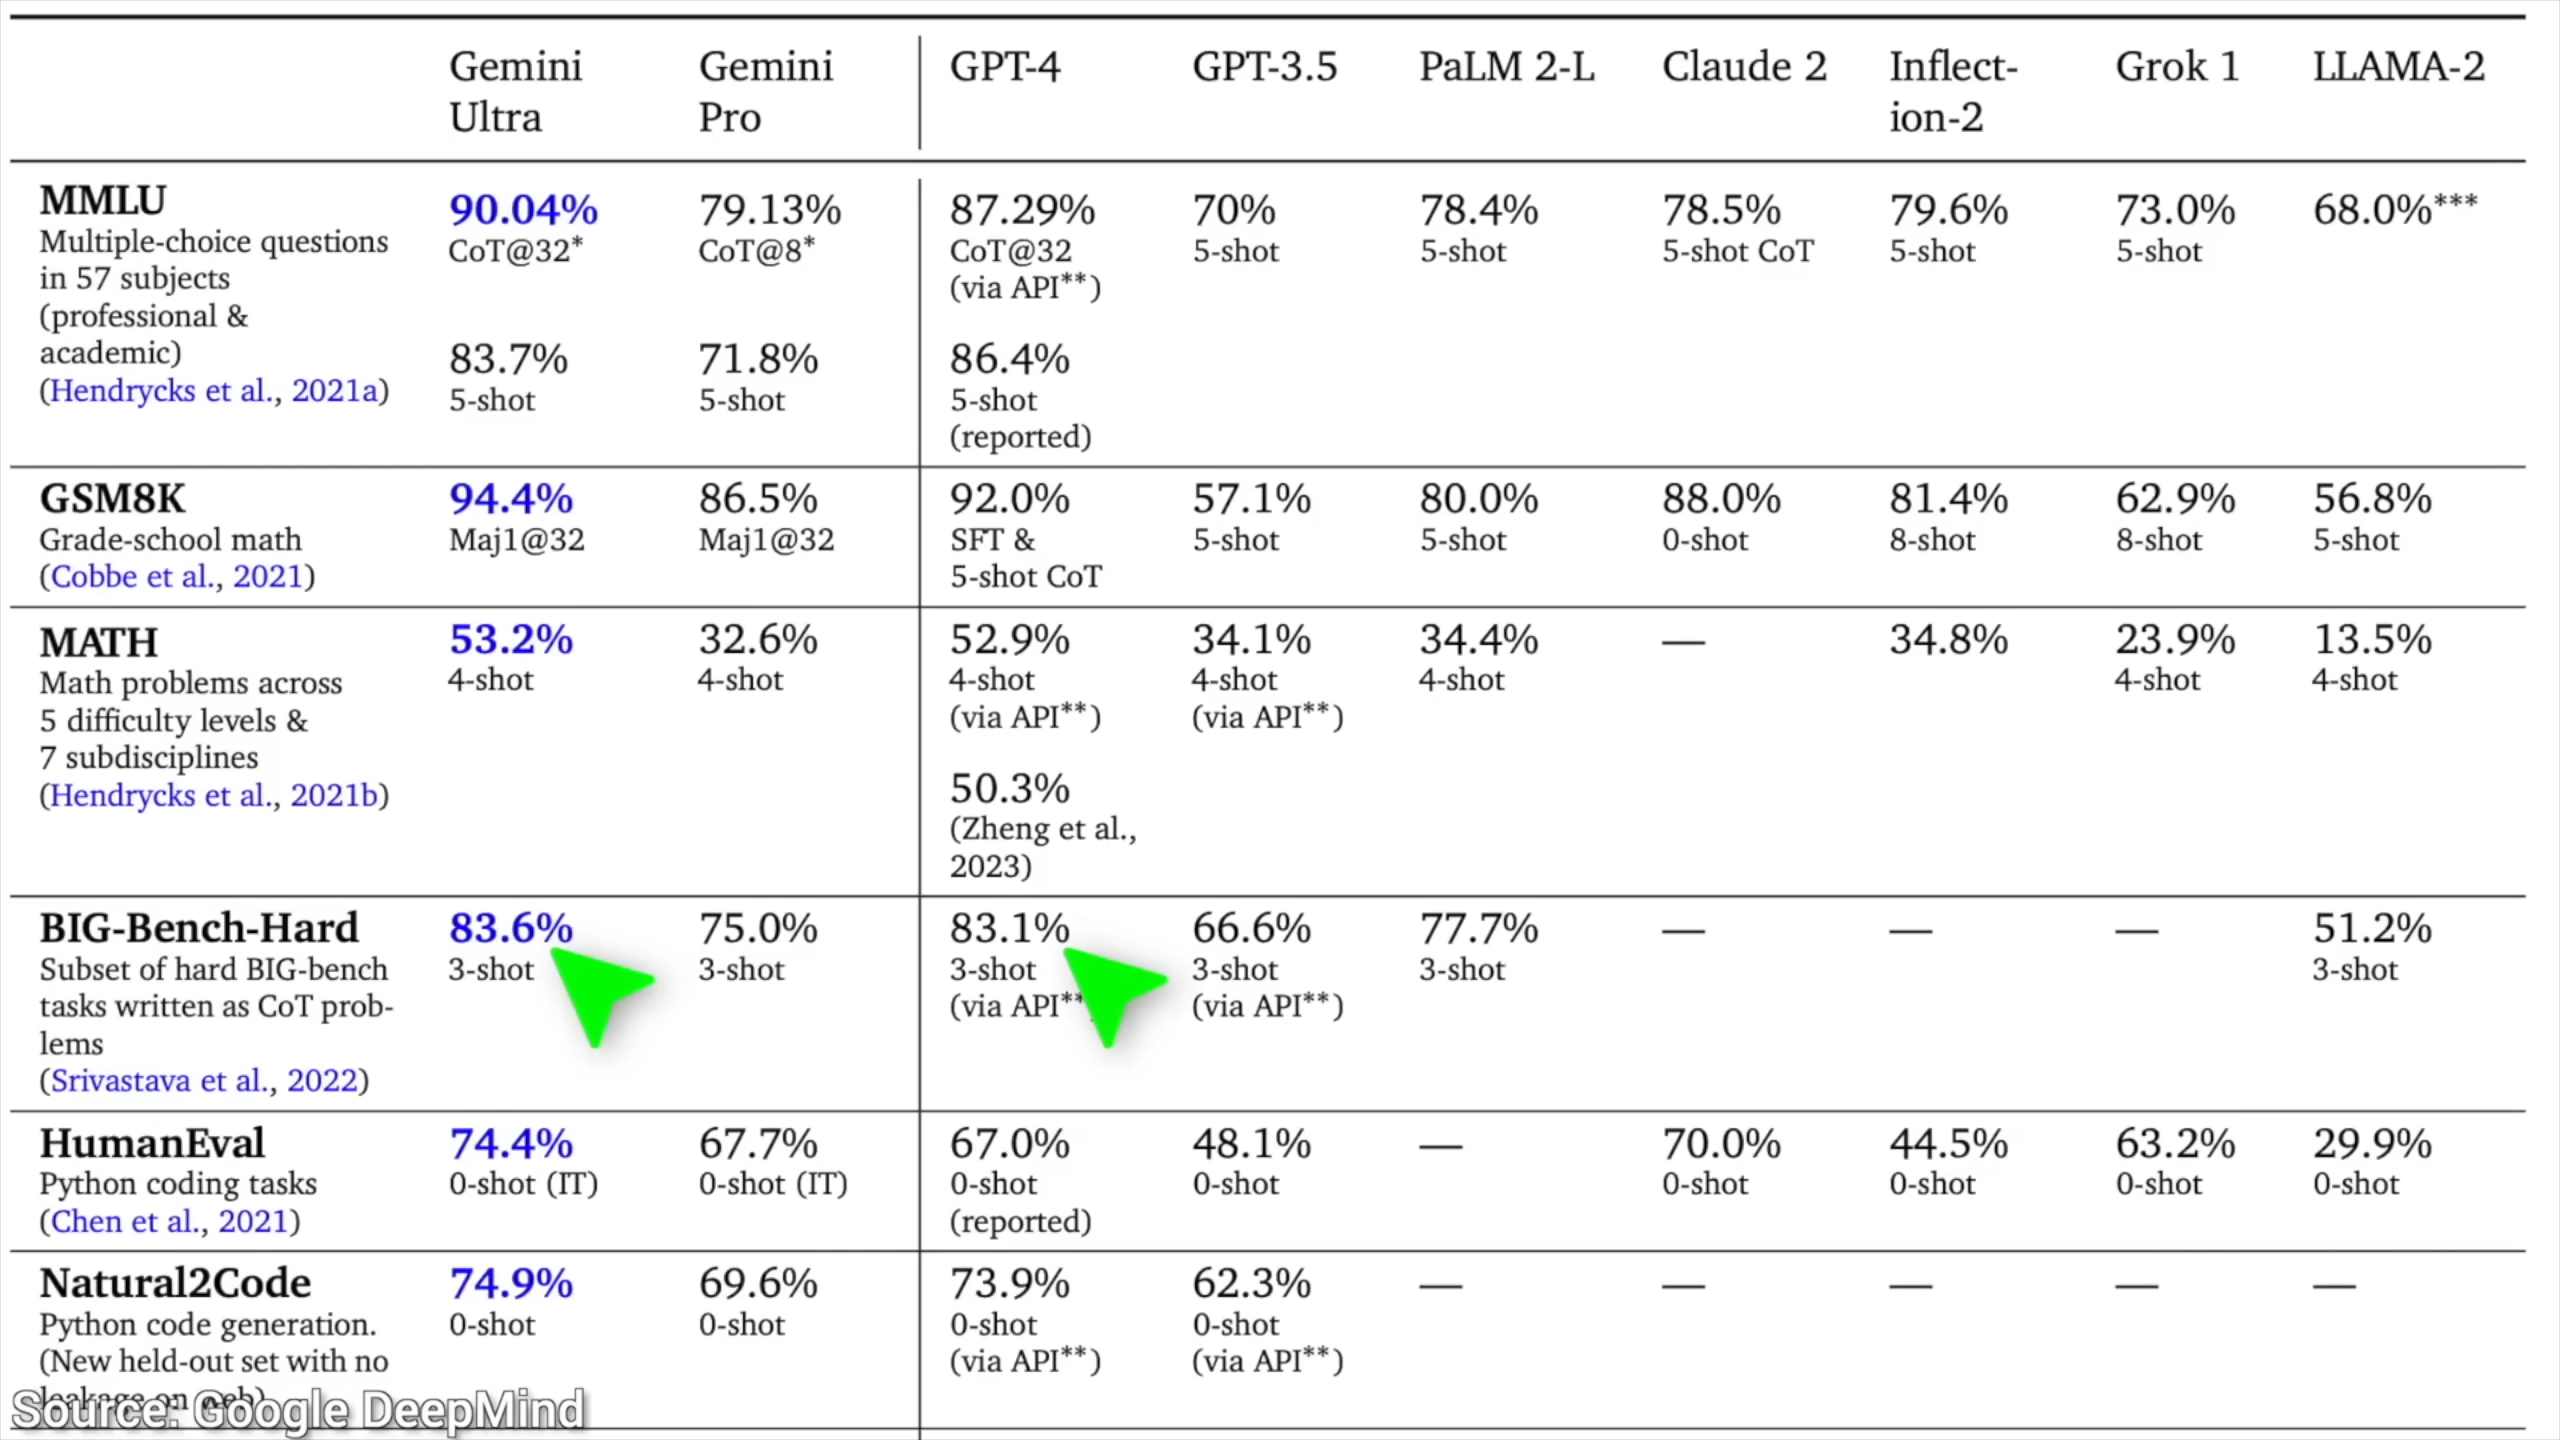 Gemini Ultra
Gemini Pro
GPT-4
GPT-3.5
PaLM 2-L
Claude 2
Inflect-
ion-2
Grok 1
LLAMA-2
MMLU
Multiple-choice questions
in 57 subjects
(professional &
academic)
(Hendrycks et al., 2021a)
90.04%
CoT@32*
83.7%
5-shot
79.13%
CoT@8*
71.8%
5-shot
87.29%
CoT@32
(via API**)
86.4%
5-shot
(reported)
70%
5-shot
78.4%
5-shot
78.5%
5-shot CoT
79.6%
5-shot
73.0%
5-shot
68.0%***
GSM8K
Grade-school math
(Cobbe et al., 2021)
94.4%
Maj1@32
86.5%
Maj1@32
92.0%
SFT &
5-shot CoT
57.1%
5-shot
80.0%
5-shot
88.0%
0-shot
81.4%
8-shot
62.9%
8-shot
56.8%
5-shot
MATH
Math problems across
5 difficulty levels &
7 subdisciplines
(Hendrycks et al., 2021b)
53.2%
4-shot
32.6%
4-shot
52.9%
4-shot
(via API**)
50.3%
(Zheng et al.,
2023)
34.1%
4-shot
(via API**)
34.4%
4-shot
—
34.8%
23.9%
4-shot
13.5%
4-shot
BIG-Bench-Hard
Subset of hard BIG-bench
tasks written as CoT prob-
lems
(Srivastava et al., 2022)
83.6%
3-shot
75.0%
3-shot
83.1%
3-shot
(via API**
66.6%
3-shot
(via API**)
77.7%
3-shot
—
—
—
51.2%
3-shot
HumanEval
Python coding tasks
(Chen et al., 2021)
74.4%
0-shot (IT)
67.7%
0-shot (IT)
67.0%
0-shot
(reported)
48.1%
0-shot
—
70.0%
0-shot
44.5%
0-shot
63.2%
0-shot
29.9%
0-shot
Natural2Code
Python code generation.
(New held-out set with no
leakage on web)
74.9%
0-shot
69.6%
0-shot
73.9%
0-shot
(via API**)
62.3%
0-shot
(via API**)
—
—
—
—
—
Source: Google DeepMind